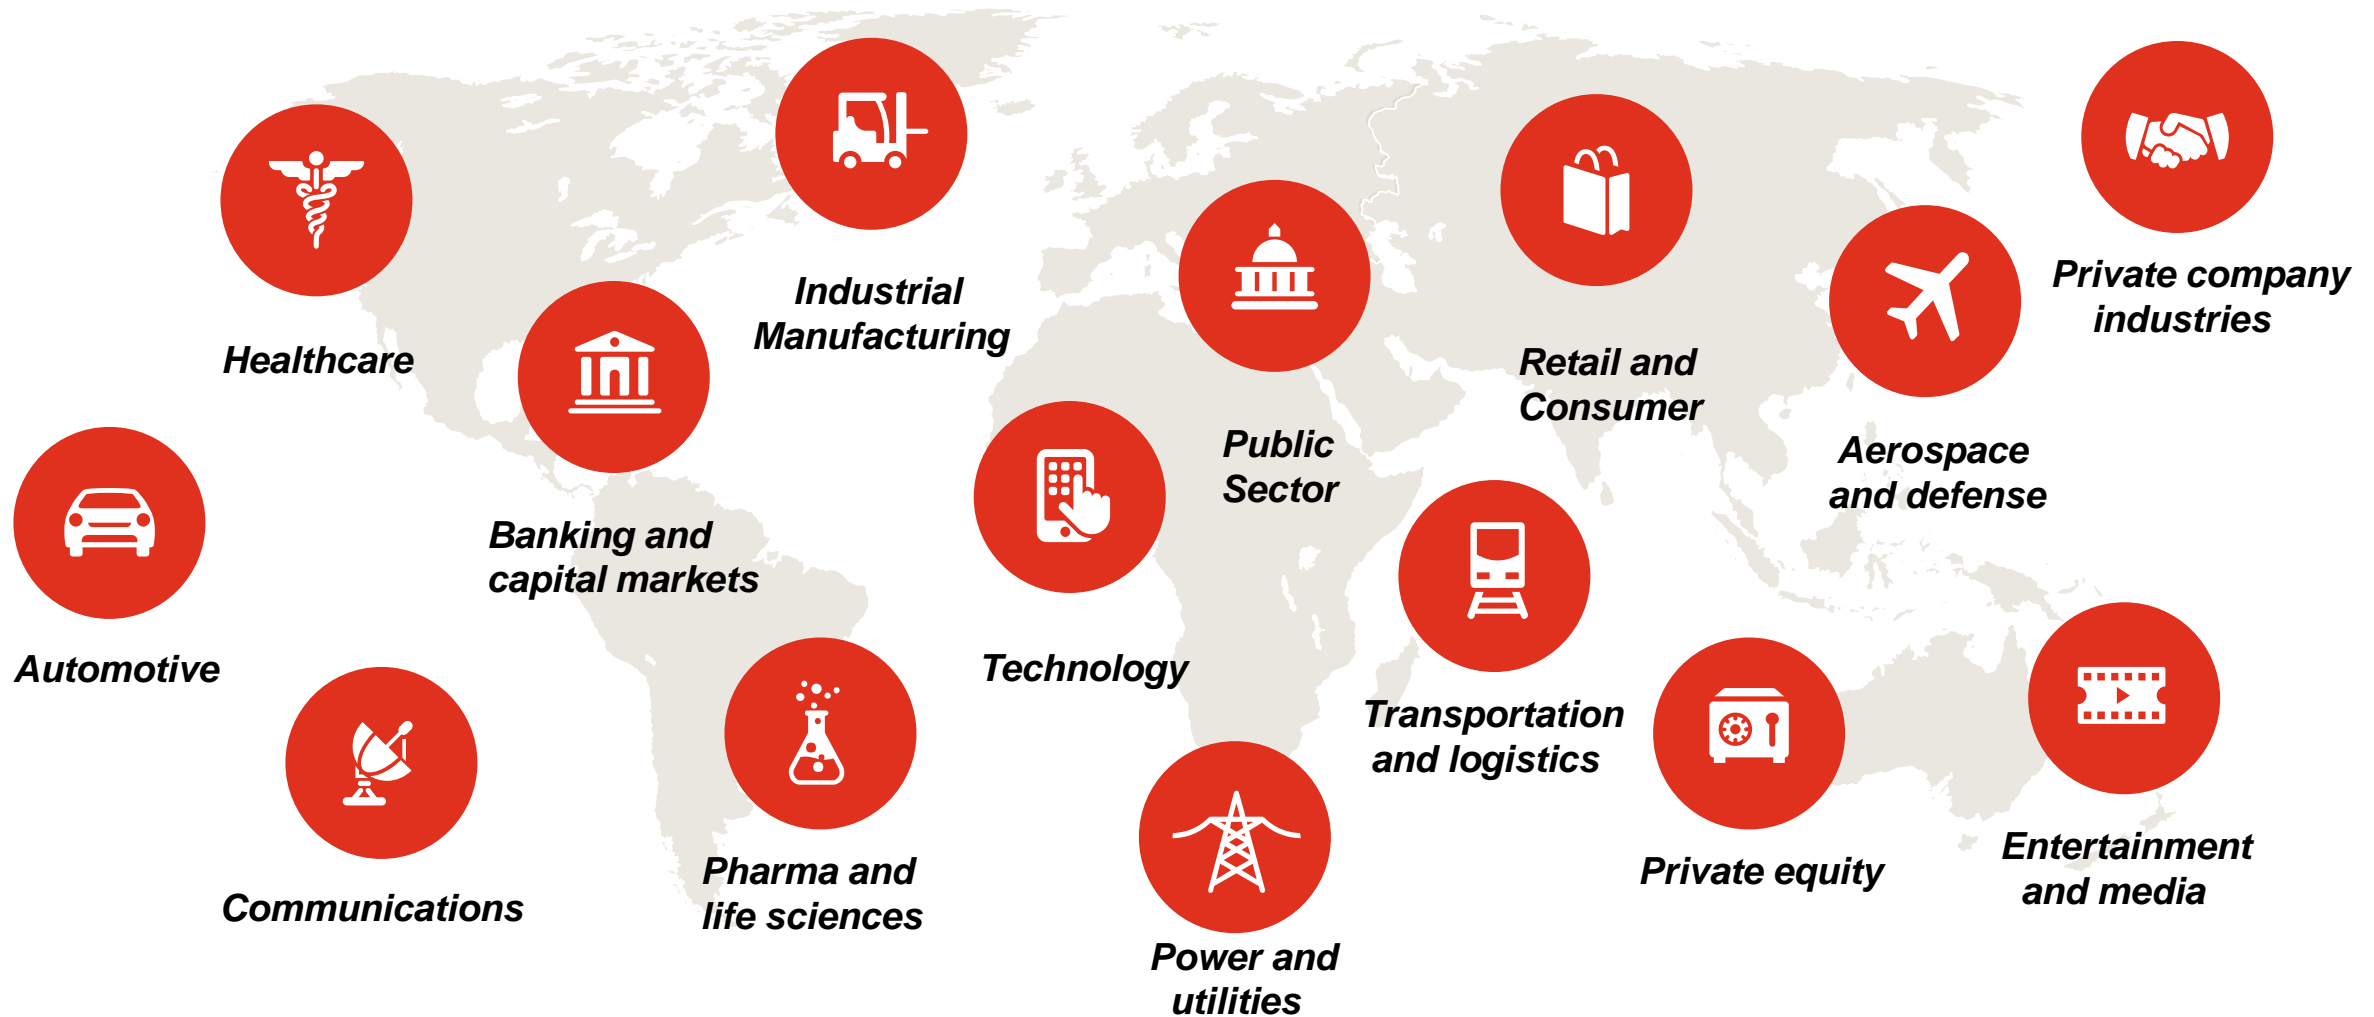 Healthcare
Industrial
Manufacturing
Private company
industries
Retail and
Consumer
Public
Sector
Aerospace
and defense
Banking and
capital markets
Automotive
Technology
Transportation
and logistics
Communications
Pharma and
life sciences
Private equity
Entertainment
and media
Power and
utilities